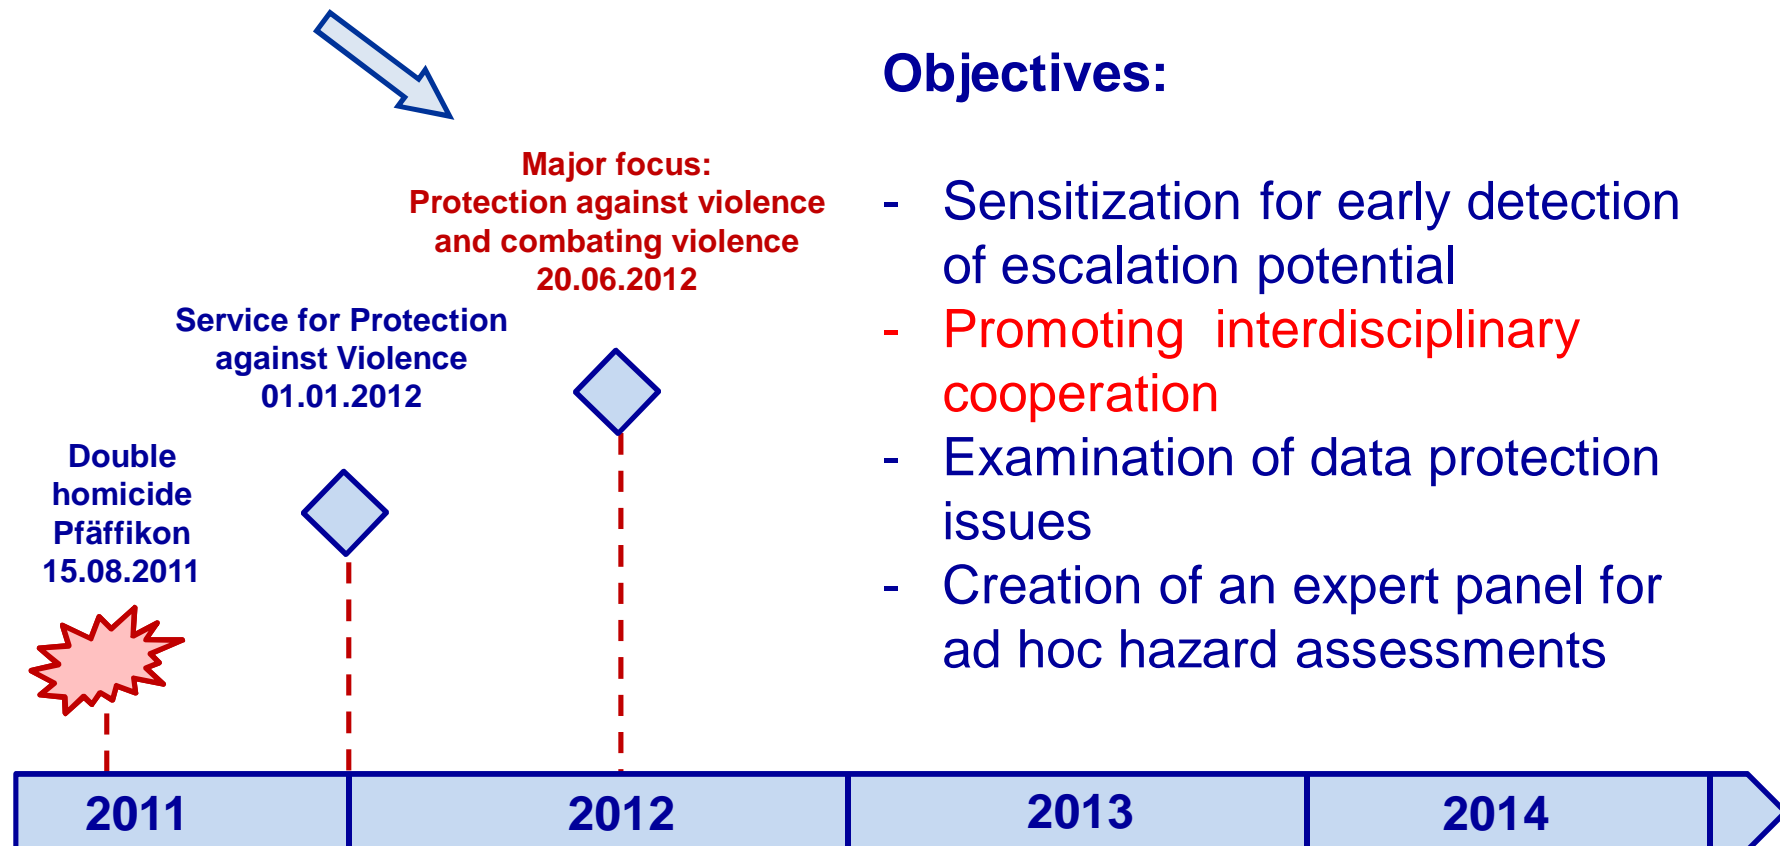 Objectives:
Major focus:
Protection against violence
and combating violence
20.06.2012
Service for Protection
against Violence
01.01.2012
Double
homicide
Pfäffikon
15.08.2011
- Sensitization for early detection
of escalation potential
- Promoting  interdisciplinary
cooperation
- Examination of data protection
issues
- Creation of an expert panel for
ad hoc hazard assessments
2011
2012
2013
2014